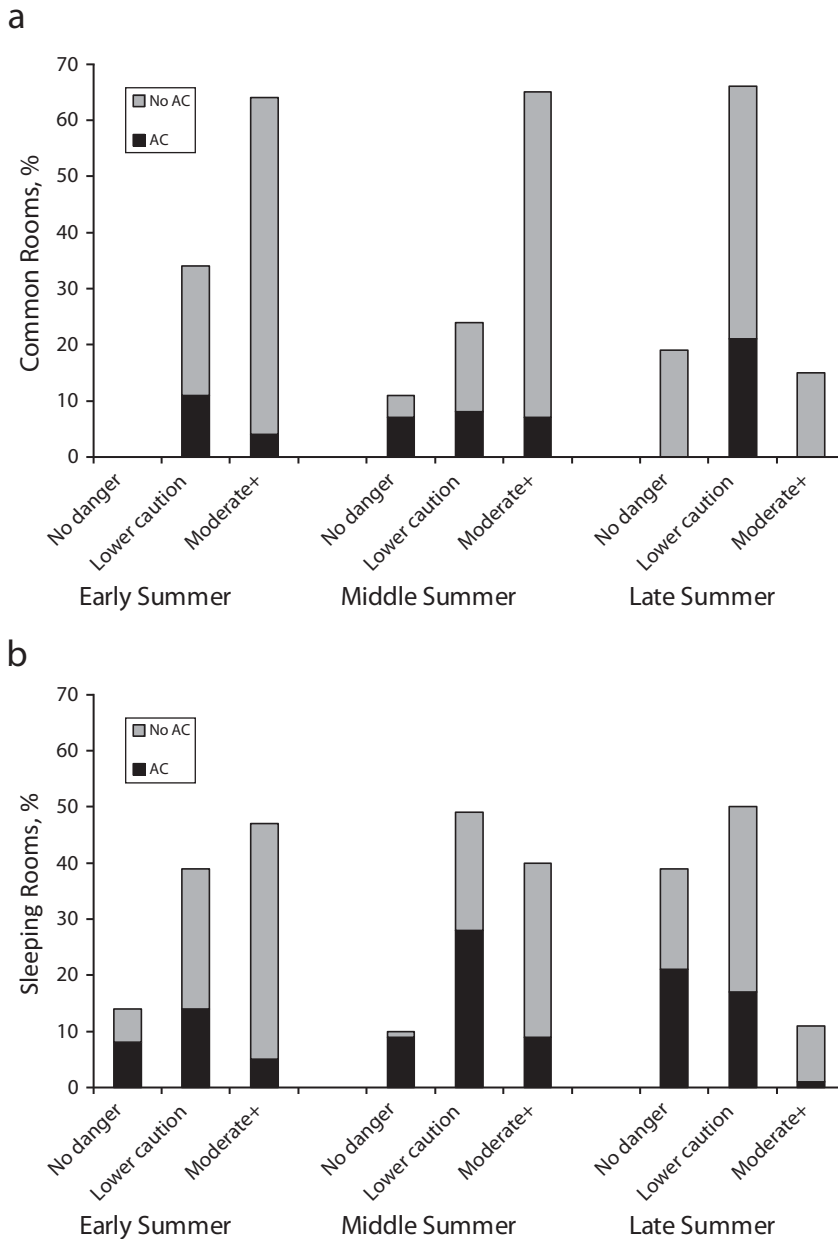 a
Common Rooms, %
70
60
50
40
30
20
10
0
No AC
AC
No danger
Lower caution
Moderate+
No danger
Lower caution
Moderate+
No danger
Lower caution
Moderate+
Early Summer
Middle Summer
Late Summer
b
Sleeping Rooms, %
70
60
50
40
30
20
10
0
No AC
AC
No danger
Lower caution
Moderate+
No danger
Lower caution
Moderate+
No danger
Lower caution
Moderate+
Early Summer
Middle Summer
Late Summer